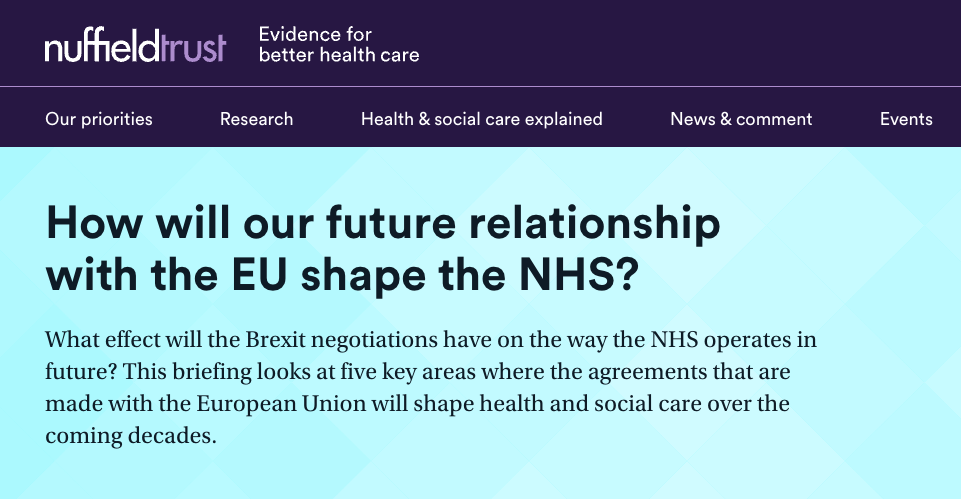 nuffieldtrust
Evidence for
better health care
Our priorities Research Health & social care explained News & comment Events
How will our future relationship
with the EU shape the NHS?
What effect will the Brexit negotiations have on the way the NHS operates in
future? This briefing looks at five key areas where the agreements that are
made with the European Union will shape health and social care over the
coming decades.